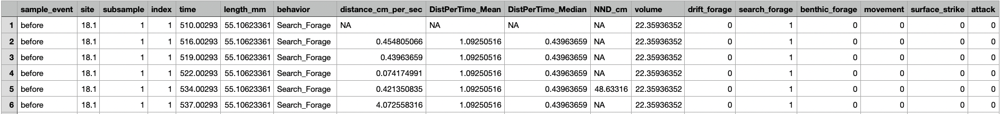 sample_event site subsample index time length_mm behavior distance_cm_per_sec DistPerTime_Mean DistPerTime_Median NND_cm volume drift_forage search_forage benthic_forage movement surface_strike attack
1 before 18.1 1 1 510.00293 55.10623361 Search_Forage NA NA NA NA 22.35936352 0 1 0 0 0 0
2 before 18.1 1 1 516.00293 55.10623361 Search_Forage 0.454805066 1.09250516 0.43963659 NA 22.35936352 0 1 0 0 0 0
3 before 18.1 1 1 519.00293 55.10623361 Search_Forage 0.43963659 1.09250516 0.43963659 NA 22.35936352 0 1 0 0 0 0
4 before 18.1 1 1 522.00293 55.10623361 Search_Forage 0.074174991 1.09250516 0.43963659 NA 22.35936352 0 1 0 0 0 0
5 before 18.1 1 1 534.00293 55.10623361 Search_Forage 0.421350835 1.09250516 0.43963659 48.63316 22.35936352 0 1 0 0 0 0
6 before 18.1 1 1 537.00293 55.10623361 Search_Forage 4.072558316 1.09250516 0.43963659 NA 22.35936352 0 1 0 0 0 0